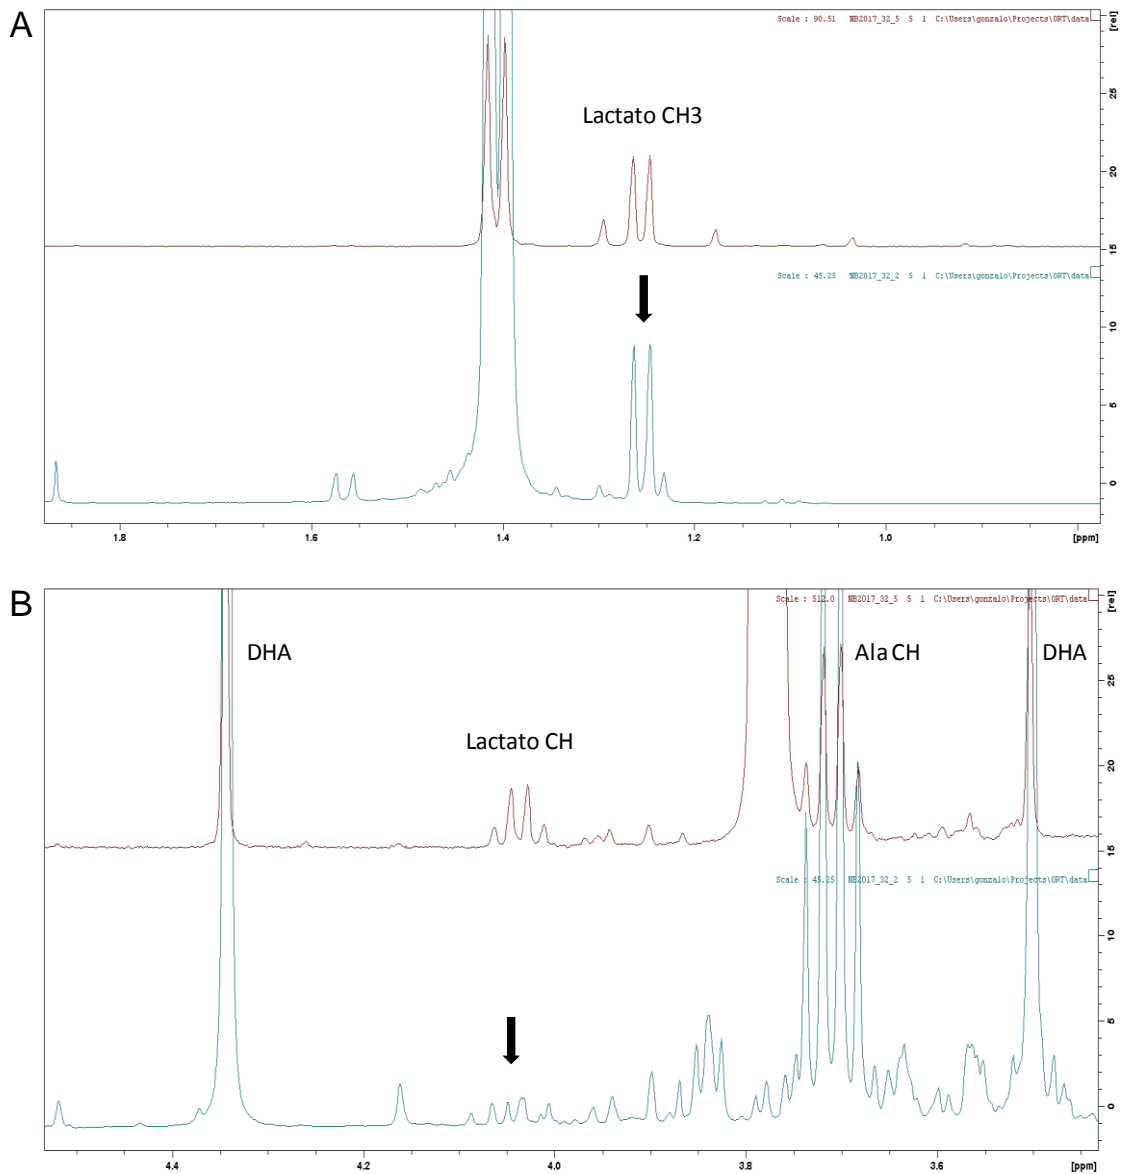 A
Scale : 90.51 NB2017_32_5 5 1 C:\Users\gonzalo\Projects\ORT\data
[rel]
25
Lactato CH3
20
15
Scale : 45.25 NB2017_32_2 5 1 C:\Users\gonzalo\Projects\ORT\data
10
5
0
1.8 1.6 1.4 1.2 1.0 [ppm]
B
Scale : 512.0 NB2017_32_5 5 1 C:\Users\gonzalo\Projects\ORT\data
[rel]
DHA Ala CH DHA
25
Lactato CH
20
15
Scale : 45.25 NB2017_32_2 5 1 C:\Users\gonzalo\Projects\ORT\data
10
5
0
4.4 4.2 4.0 3.8 3.6 [ppm]